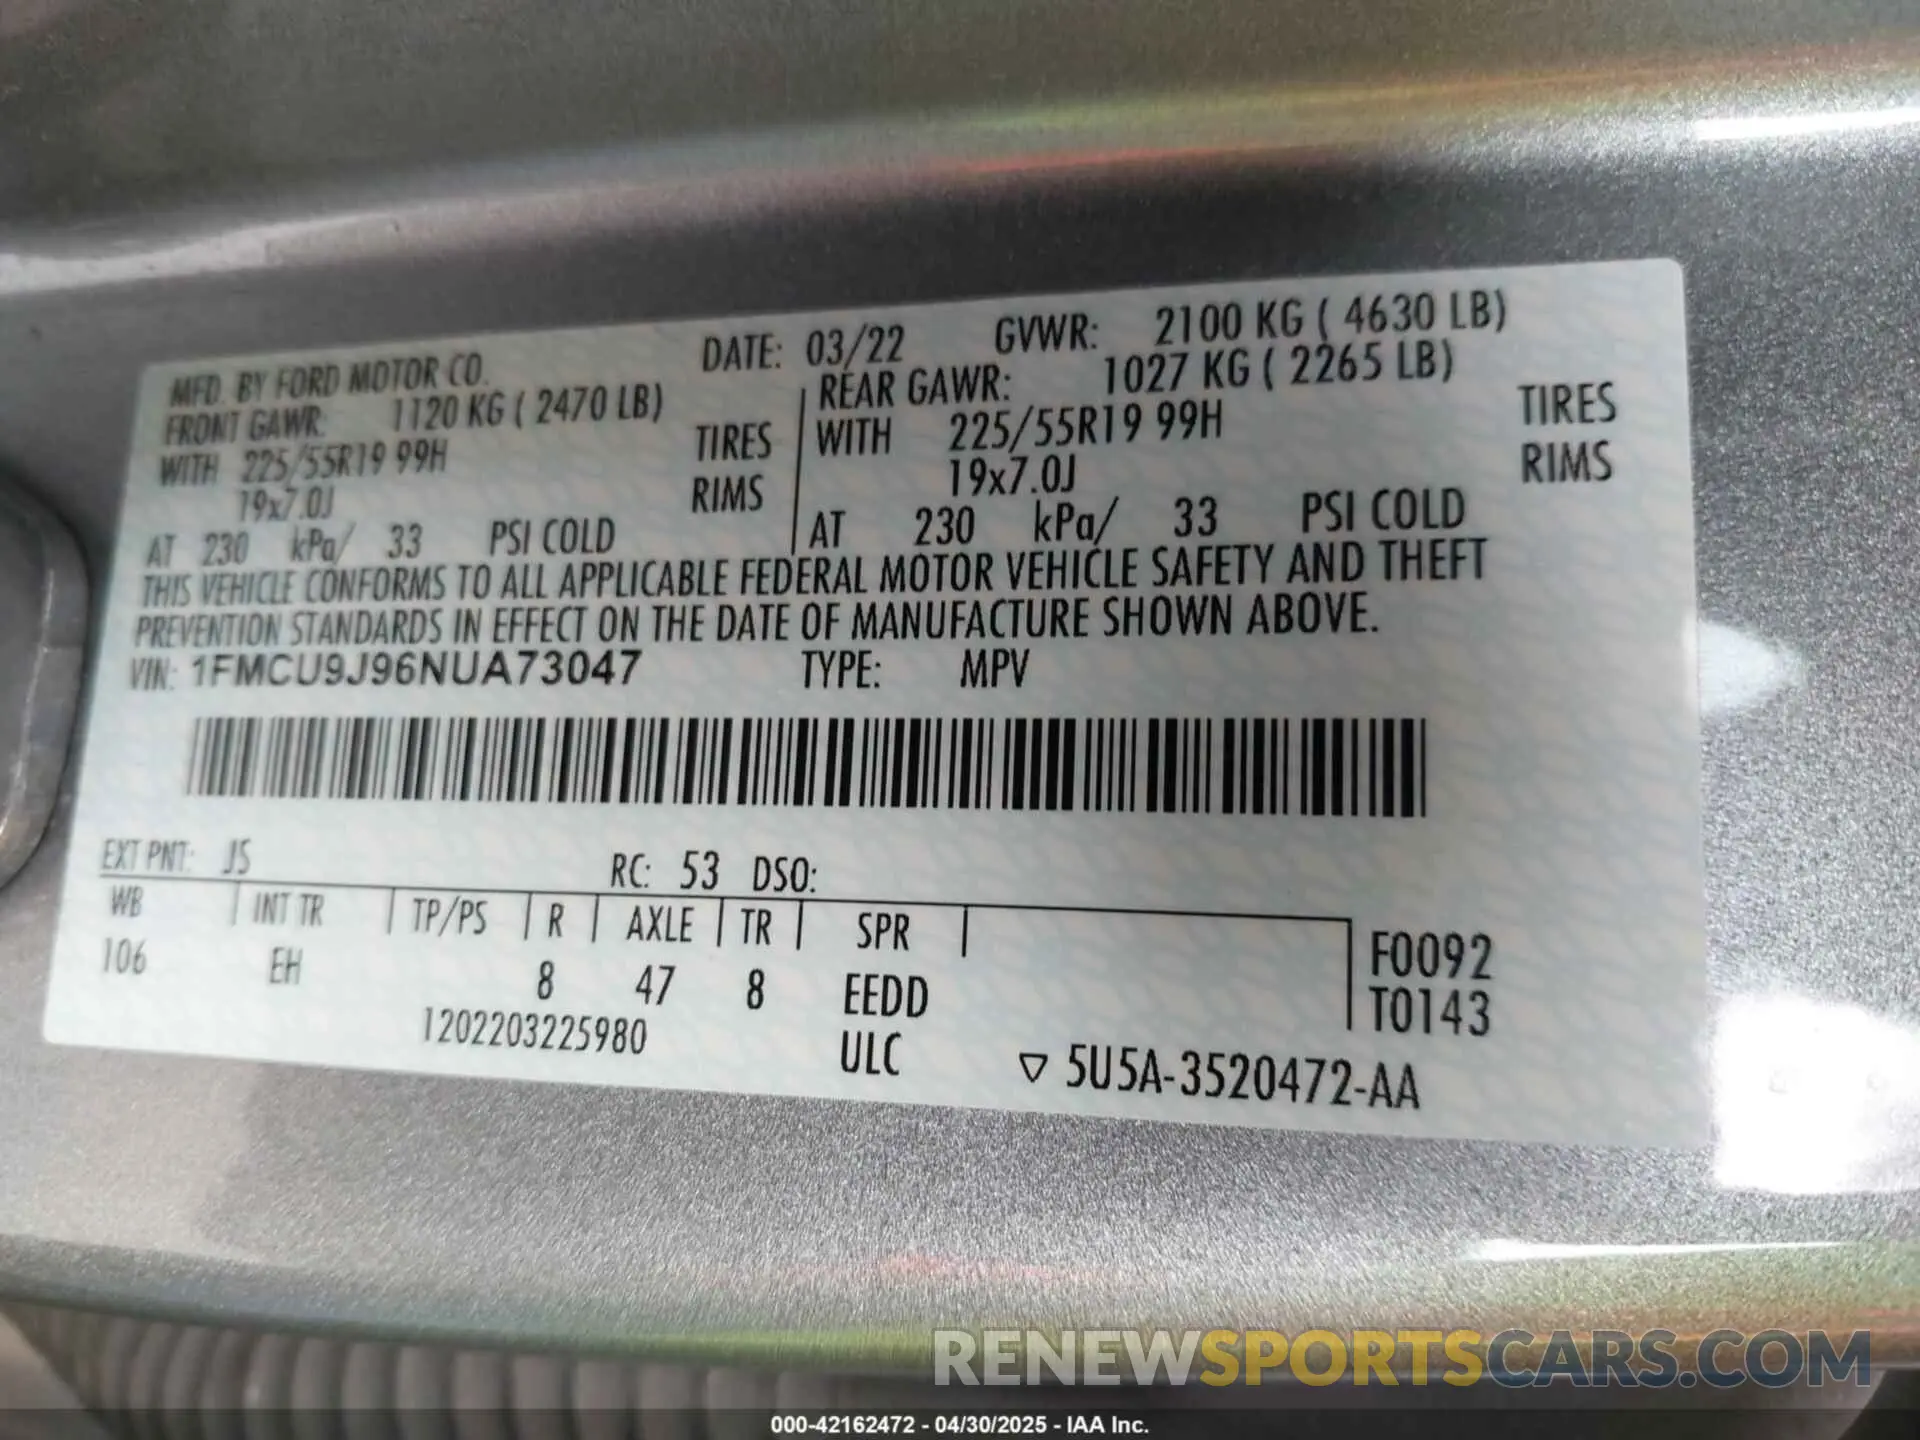 MFD. BY FORD MOTOR CO. DATE: 03/22 GVWR: 2100 KG ( 4630 LB)
FRONT GAWR: 1120 KG ( 2470 LB) REAR GAWR: 1027 KG ( 2265 LB)
WITH 225/55R19 99H TIRES WITH 225/55R19 99H TIRES
19x7.0J RIMS 19x7.0J RIMS
AT 230 kPa/ 33 PSI COLD AT 230 kPa/ 33 PSI COLD
THIS VEHICLE CONFORMS TO ALL APPLICABLE FEDERAL MOTOR VEHICLE SAFETY AND THEFT
PREVENTION STANDARDS IN EFFECT ON THE DATE OF MANUFACTURE SHOWN ABOVE.
VIN: 1FMCU9J96NUA73047 TYPE: MPV
EXT PNT: JS RC: 53 DSO:
WB INT TR TP/PS R AXLE TR SPR
106 EH 8 47 8 EEDD F0092
T0143
1202203225980 ULC 5U5A-3520472-AA
RENEWSPORTSCARS.COM
000-42162472 - 04/30/2025 - IAA Inc.